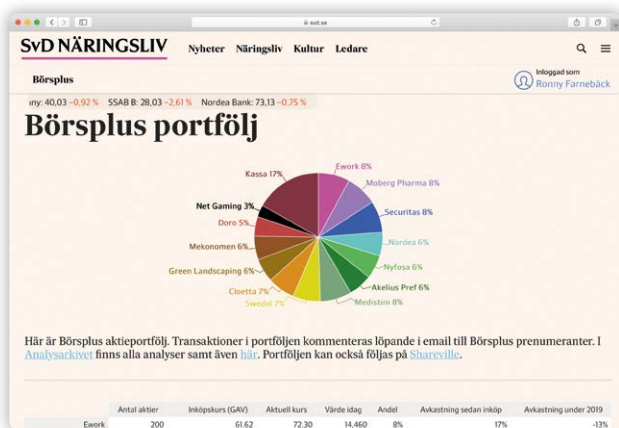 svd.se
SvD NÄRINGSLIV
Nyheter Näringsliv Kultur Ledare
Börsplus
Inloggad som
Ronny Farnebäck
ny: 40,03 -0,92 % SSAB B: 28,03 -2,61 % Nordea Bank: 73,13 -0,75 %
Börsplus portfölj
Kassa 17%
Ework 8%
Moberg Pharma 8%
Net Gaming 3%
Securitas 8%
Doro 5%
Nordea 6%
Mekonomen 6%
Nyfosa 6%
Green Landscaping 6%
Akelius Pref 6%
Cloetta 7%
Medistim 8%
Swedol 7%
Här är Börsplus aktieportfölj. Transaktioner i portföljen kommenteras löpande i email till Börsplus prenumeranter. I
Analysarkivet finns alla analyser samt även här. Portföljen kan också följas på Shareville.
Antal aktier Inköpskurs (GAV) Aktuell kurs Värde idag Andel Avkastning sedan inköp Avkastning under 2019
Ework 200 61.62 72.30 14,460 8% 17% -13%